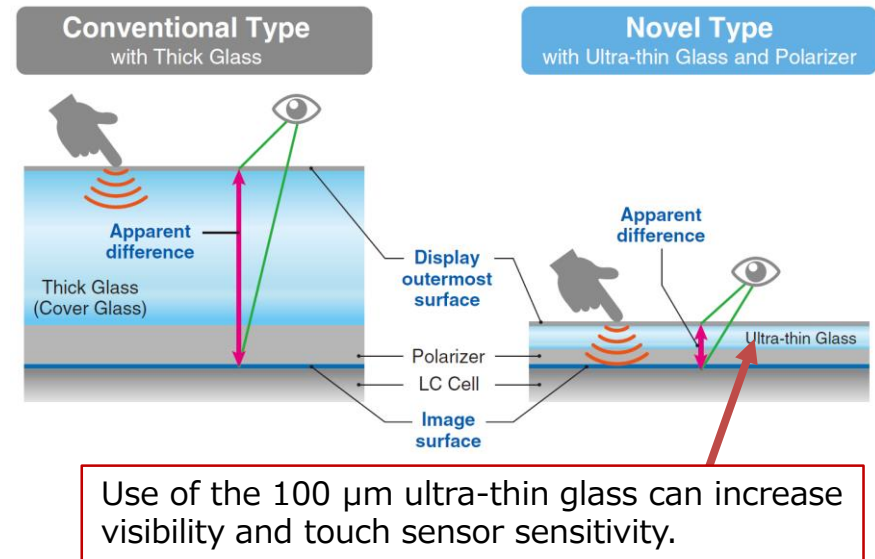 Conventional Type
with Thick Glass
Novel Type
with Ultra-thin Glass and Polarizer
Apparent
difference
Thick Glass
(Cover Glass)
Display
outermost
surface
Polarizer
LC Cell
Image
surface
Apparent
difference
Ultra-thin Glass
Use of the 100 μm ultra-thin glass can increase
visibility and touch sensor sensitivity.